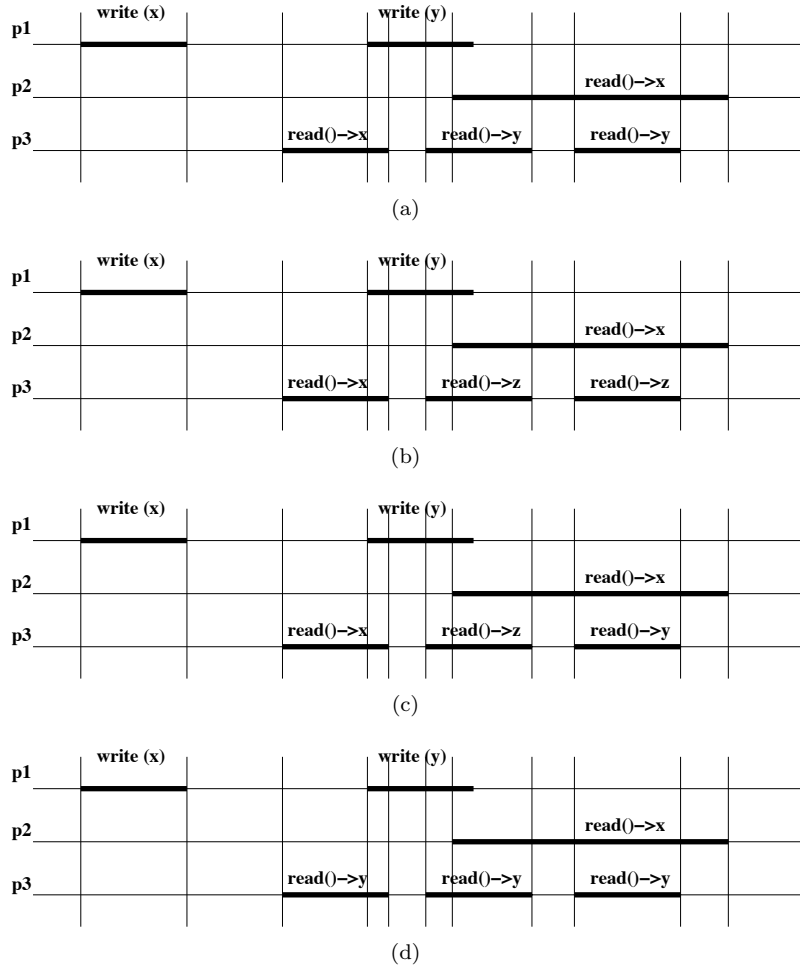 write (x) write (y)
p1
read()−>x
p2
read()−>x read()−>y read()−>y
p3
(a)
write (x) write (y)
p1
read()−>x
p2
read()−>x read()−>z read()−>z
p3
(b)
write (x) write (y)
p1
read()−>x
p2
read()−>x read()−>z read()−>y
p3
(c)
write (x) write (y)
p1
read()−>x
p2
read()−>y read()−>y read()−>y
p3
(d)